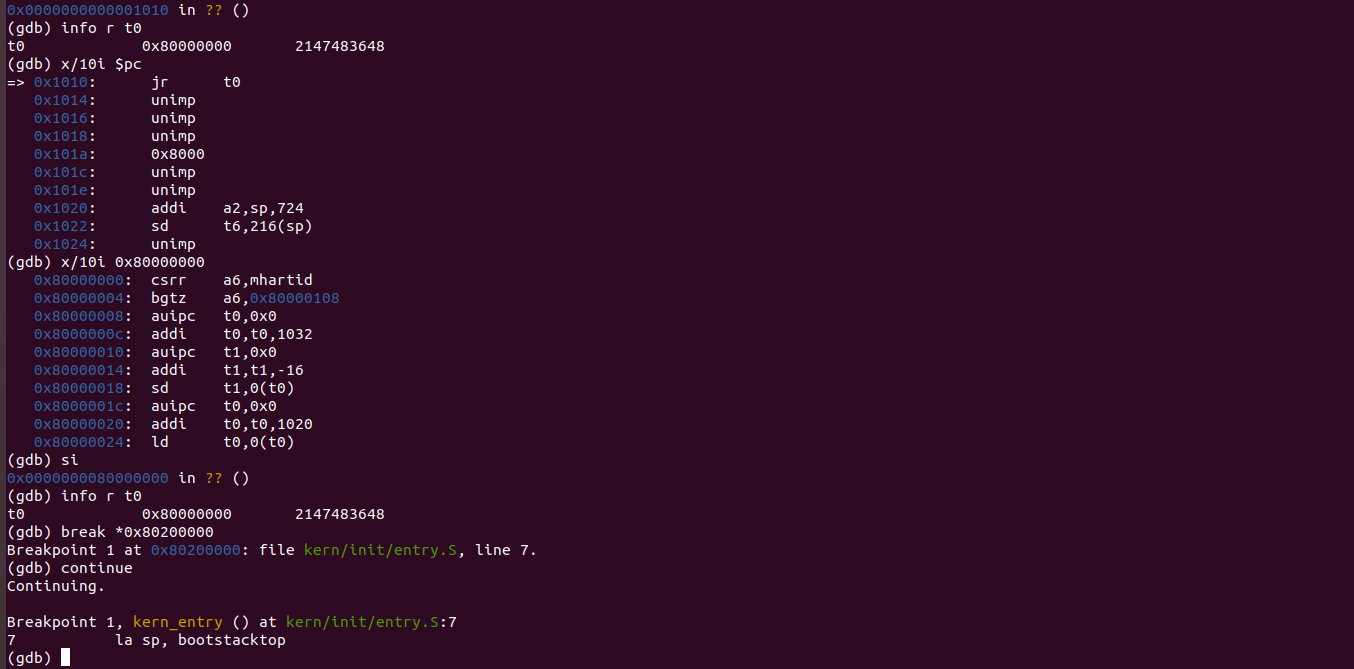 0x0000000000001010 in ?? ()
(gdb) info r t0
t0             0x80000000       2147483648
(gdb) x/10i $pc
=> 0x1010:      jr      t0
   0x1014:      unimp
   0x1016:      unimp
   0x1018:      unimp
   0x101a:      0x8000
   0x101c:      unimp
   0x101e:      unimp
   0x1020:      addi    a2,sp,724
   0x1022:      sd      t6,216(sp)
   0x1024:      unimp
(gdb) x/10i 0x80000000
   0x80000000:  csrr    a6,mhartid
   0x80000004:  bgtz    a6,0x80000108
   0x80000008:  auipc   t0,0x0
   0x8000000c:  addi    t0,t0,1032
   0x80000010:  auipc   t1,0x0
   0x80000014:  addi    t1,t1,-16
   0x80000018:  sd      t1,0(t0)
   0x8000001c:  auipc   t0,0x0
   0x80000020:  addi    t0,t0,1020
   0x80000024:  ld      t0,0(t0)
(gdb) si
0x0000000080000000 in ?? ()
(gdb) info r t0
t0             0x80000000       2147483648
(gdb) break *0x80200000
Breakpoint 1 at 0x80200000: file kern/init/entry.S, line 7.
(gdb) continue
Continuing.

Breakpoint 1, kern_entry () at kern/init/entry.S:7
7           la sp, bootstacktop
(gdb)